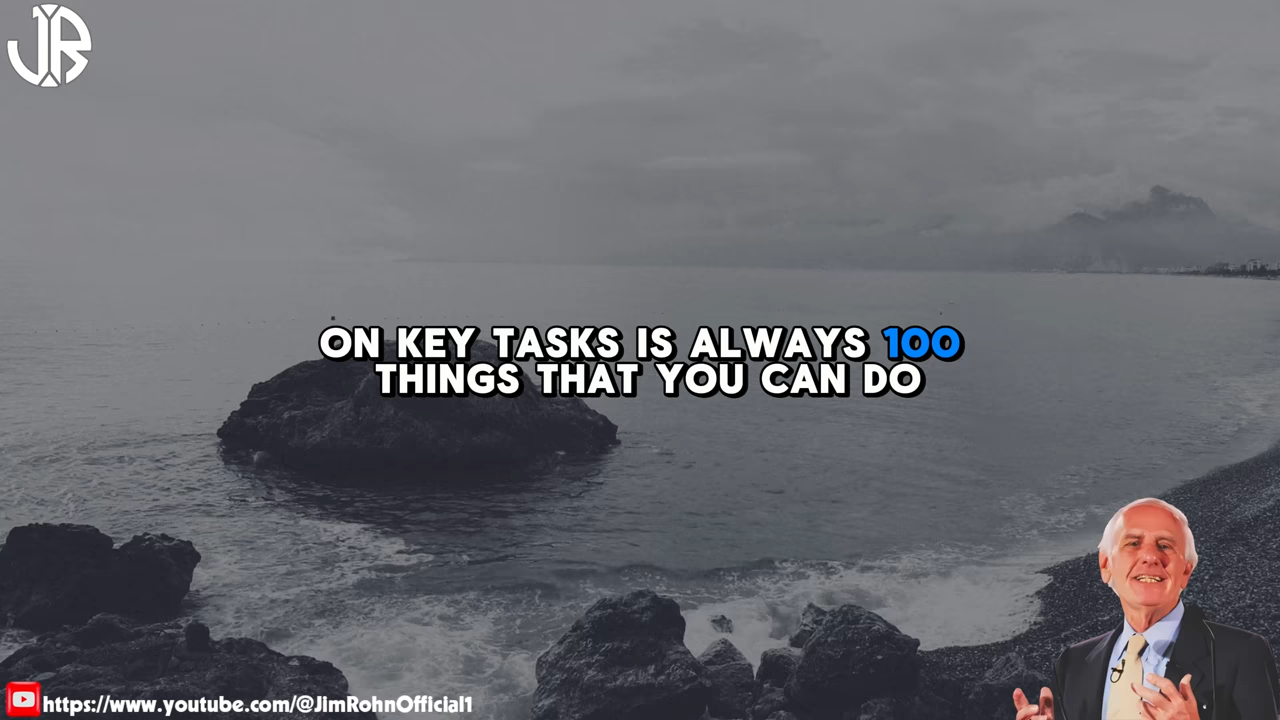 JR
ON KEY TASKS IS ALWAYS 100
THINGS THAT YOU CAN DO
https://www.youtube.com/@JimRohnOfficial1